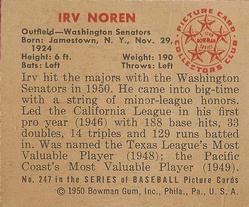 IRV NOREN
Outfield—Washington Senators
Born: Jamestown, N. Y., Nov. 29,
1924
Height: 6 ft. Weight: 190
Bats: Left Throws: Left
PICTURE CARD
COLLECTORS CLUB
Irv hit the majors with the Washington
Senators in 1950. He came into big-time
with a string of minor-league honors.
Led the California League in his first
pro year (1946) with 188 base hits, 33
doubles, 14 triples and 129 runs batted
in. Was named the Texas League's Most
Valuable Player (1948); the Pacific
Coast's Most Valuable Player (1949).
No. 247 in the SERIES of BASEBALL PICTURE CARDS
© 1950 Bowman Gum, Inc., Phila., Pa., U. S. A.